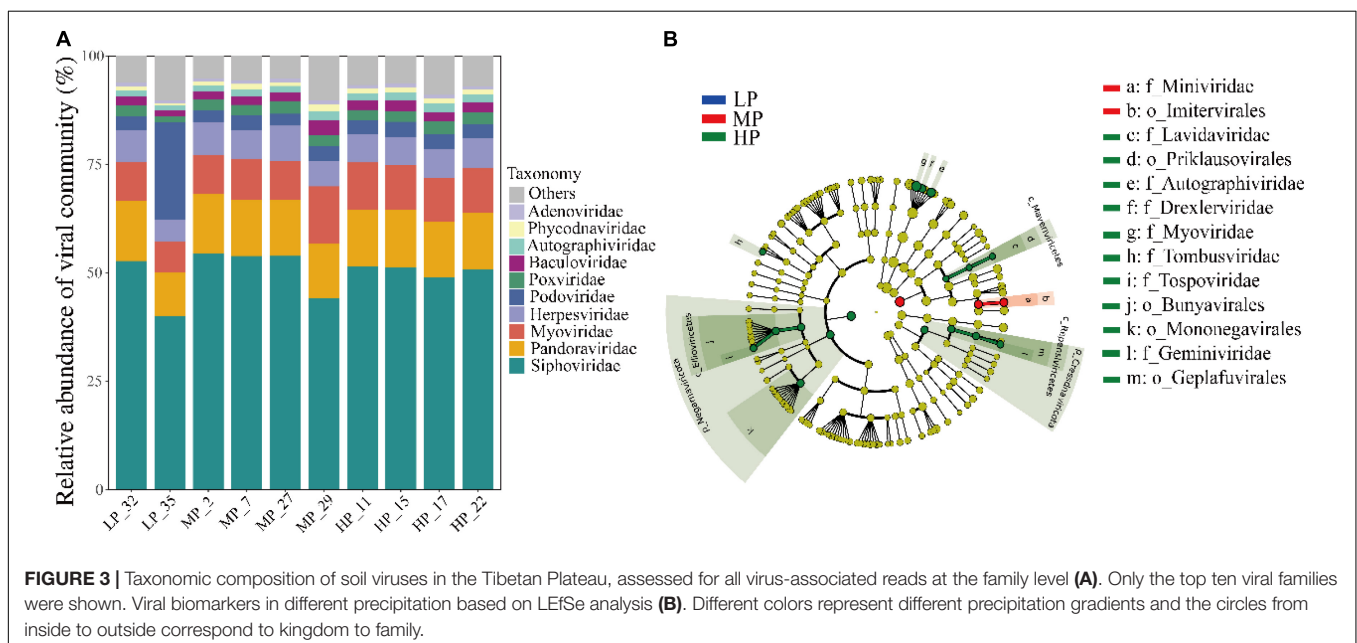 A
Relative abundance of viral community (%)
100
75
50
25
0
LP_32
LP_35
MP_2
MP_7
MP_27
MP_29
HP_11
HP_15
HP_17
HP_22
Taxonomy
Others
Adenoviridae
Phycodnaviridae
Autographiviridae
Baculoviridae
Poxviridae
Podoviridae
Herpesviridae
Myoviridae
Pandoraviridae
Siphoviridae
B
LP
MP
HP
g
f
e
c_Maveriviricetes
d
c
b
a
h
c_Ellioviricetes
p_Negarnaviricota
j
i
k
c_Repensiviricetes
p_Cressdnaviricota
m
l
a: f_Miniviridae
b: o_Imitervirales
c: f_Lavidaviridae
d: o_Priklausovirales
e: f_Autographiviridae
f: f_Drexlerviridae
g: f_Myoviridae
h: f_Tombusviridae
i: f_Tospoviridae
j: o_Bunyavirales
k: o_Mononegavirales
l: f_Geminiviridae
m: o_Geplafuvirales
FIGURE 3 | Taxonomic composition of soil viruses in the Tibetan Plateau, assessed for all virus-associated reads at the family level (A). Only the top ten viral families
were shown. Viral biomarkers in different precipitation based on LEfSe analysis (B). Different colors represent different precipitation gradients and the circles from
inside to outside correspond to kingdom to family.